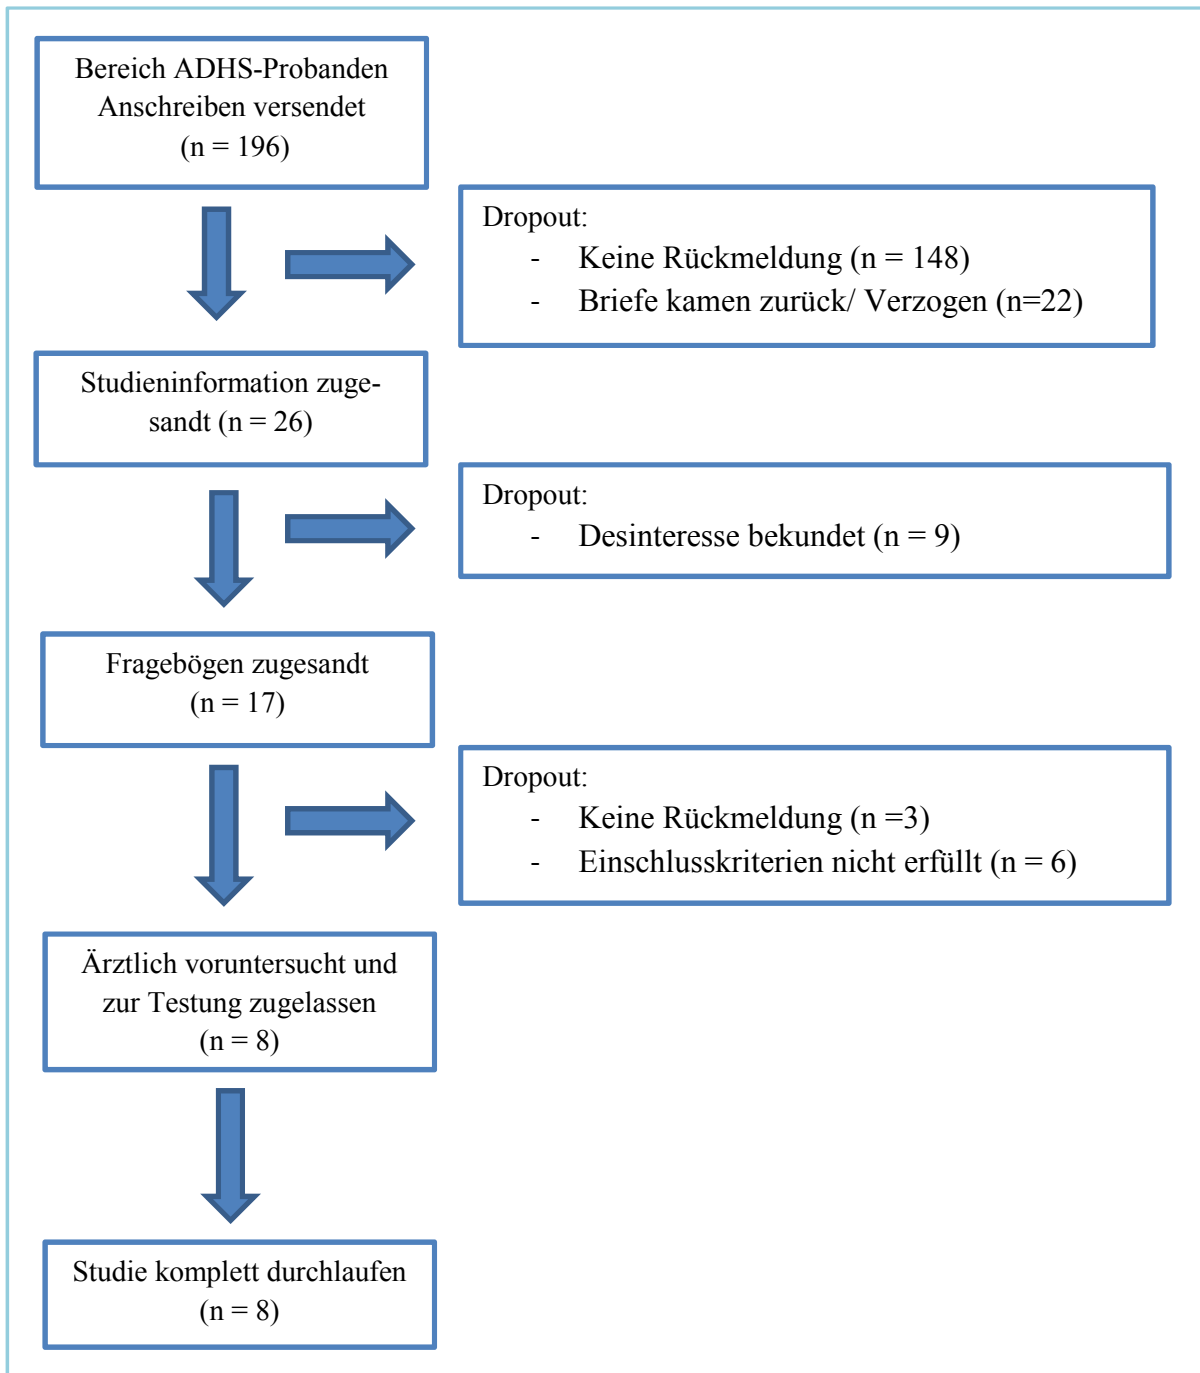 Bereich ADHS-Probanden
Anschreiben versendet
(n = 196)
Dropout:
- Keine Rückmeldung (n = 148)
- Briefe kamen zurück/ Verzogen (n=22)
Studieninformation zuge-
sandt (n = 26)
Dropout:
- Desinteresse bekundet (n = 9)
Fragebögen zugesandt
(n = 17)
Dropout:
- Keine Rückmeldung (n =3)
- Einschlusskriterien nicht erfüllt (n = 6)
Ärztlich voruntersucht und
zur Testung zugelassen
(n = 8)
Studie komplett durchlaufen
(n = 8)